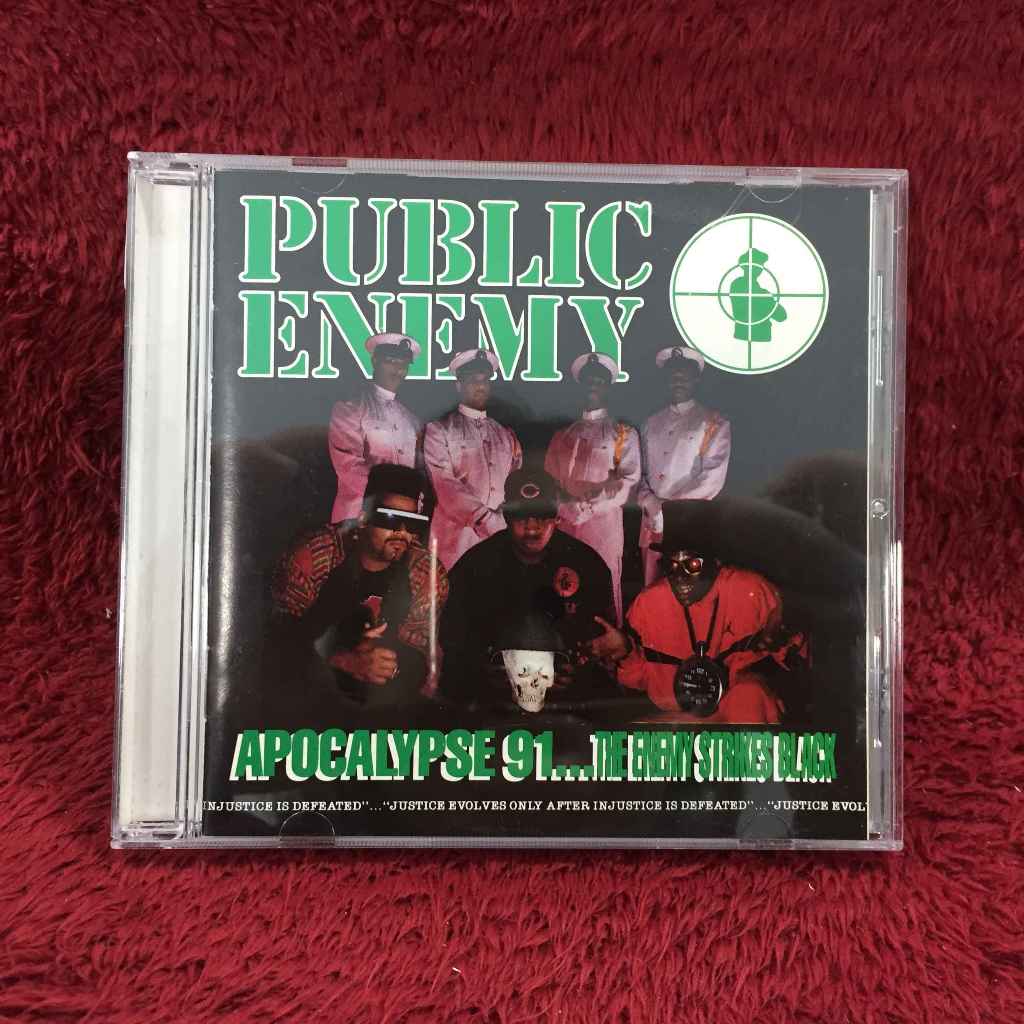 PUBLIC
ENEMY
APOCALYPSE 91...THE ENEMY STRIKES BLACK
INJUSTICE IS DEFEATED"..."JUSTICE EVOLVES ONLY AFTER INJUSTICE IS DEFEATED"..."JUSTICE EVOL